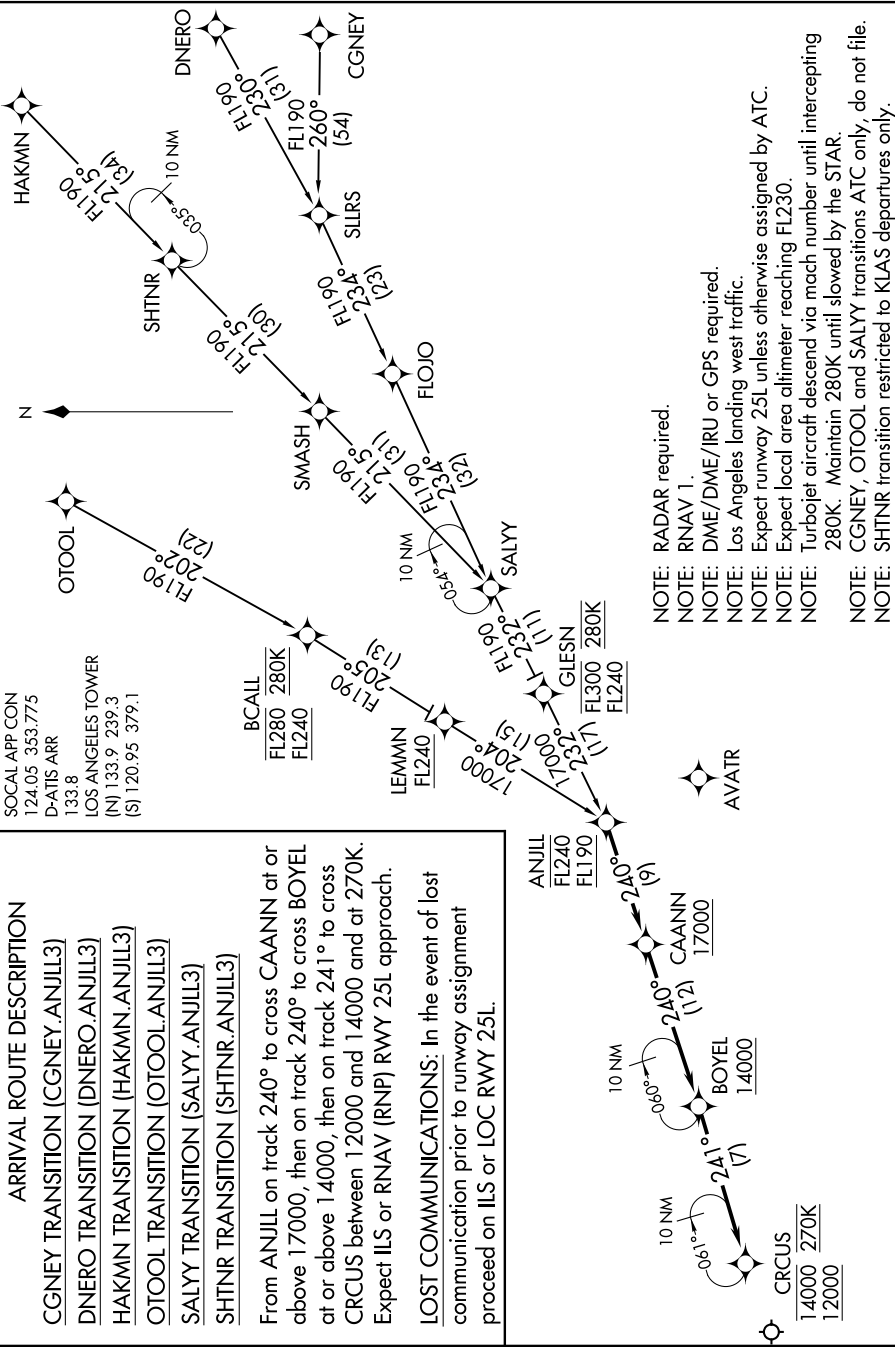 ARRIVAL ROUTE DESCRIPTION
CGNEY TRANSITION (CGNEY.ANJLL3)
DNERO TRANSITION (DNERO.ANJLL3)
HAKMN TRANSITION (HAKMN.ANJLL3)
OTOOL TRANSITION (OTOOL.ANJLL3)
SALYY TRANSITION (SALYY.ANJLL3)
SHTNR TRANSITION (SHTNR.ANJLL3)
From ANJLL on track 240° to cross CAANN at or
above 17000, then on track 240° to cross BOYEL
at or above 14000, then on track 241° to cross
CRCUS between 12000 and 14000 and at 270K.
Expect ILS or RNAV (RNP) RWY 25L approach.
LOST COMMUNICATIONS: In the event of lost
communication prior to runway assignment
proceed on ILS or LOC RWY 25L.
SOCAL APP CON
124.05 353.775
D-ATIS ARR
133.8
LOS ANGELES TOWER
(N) 133.9 239.3
(S) 120.95 379.1
N
OTOOL
FL190
202°
(22)
BCALL
FL280 280K
FL240
FL190
205°
(13)
LEMMN
FL240
17000
204°
(15)
HAKMN
FL190
215°
(34)
10 NM
035°
SHTNR
FL190
215°
(30)
SMASH
FL190
215°
(31)
DNERO
FL190
230°
(31)
CGNEY
FL190
260°
(54)
SLLRS
FL190
234°
(23)
FLOJO
FL190
234°
(32)
10 NM
054°
SALYY
FL190
232°
(11)
GLESN
FL300 280K
FL240
17000
232°
(17)
ANJLL
FL240
FL190
AVATR
240°
(9)
CAANN
17000
240°
(12)
10 NM
060°
BOYEL
14000
241°
(7)
10 NM
061°
CRCUS
14000 270K
12000
NOTE: RADAR required.
NOTE: RNAV 1.
NOTE: DME/DME/IRU or GPS required.
NOTE: Los Angeles landing west traffic.
NOTE: Expect runway 25L unless otherwise assigned by ATC.
NOTE: Expect local area altimeter reaching FL230.
NOTE: Turbojet aircraft descend via mach number until intercepting
280K. Maintain 280K until slowed by the STAR.
NOTE: CGNEY, OTOOL and SALYY transitions ATC only, do not file.
NOTE: SHTNR transition restricted to KLAS departures only.